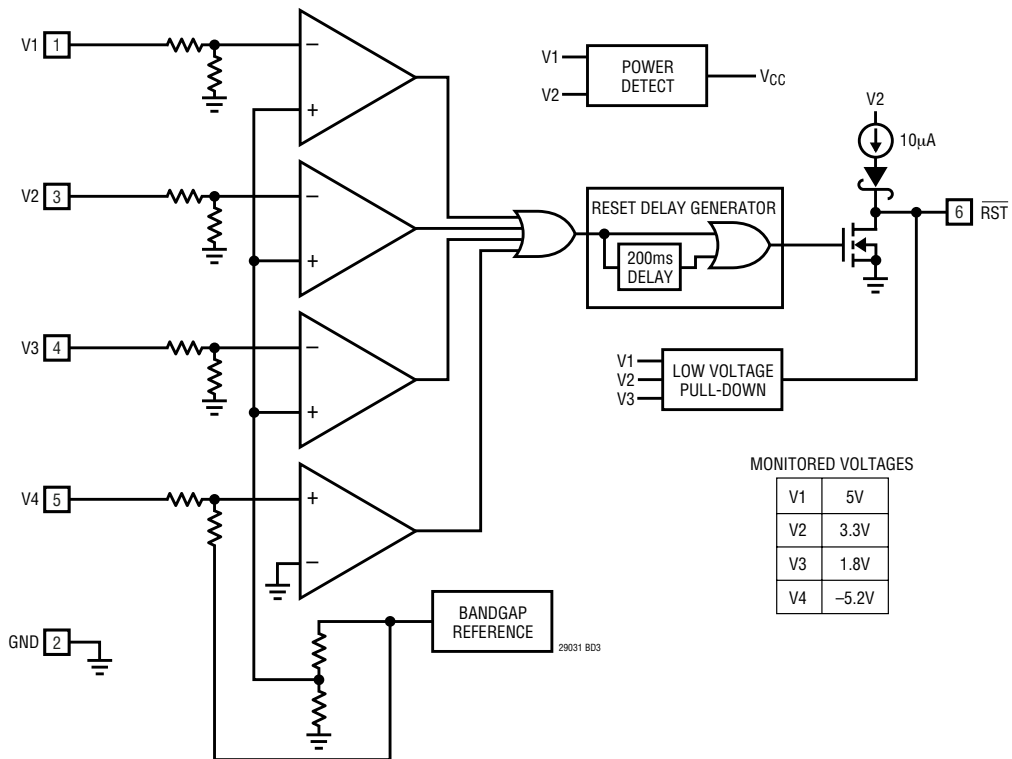 V1 1
−
+
V2 3
−
+
V3 4
−
+
V4 5
+
−
GND 2
V1
V2
POWER
DETECT
VCC
V2
10µA
RESET DELAY GENERATOR
200ms
DELAY
6 RST
V1
V2
V3
LOW VOLTAGE
PULL-DOWN
BANDGAP
REFERENCE
29031 BD3
MONITORED VOLTAGES
V1 5V
V2 3.3V
V3 1.8V
V4 –5.2V